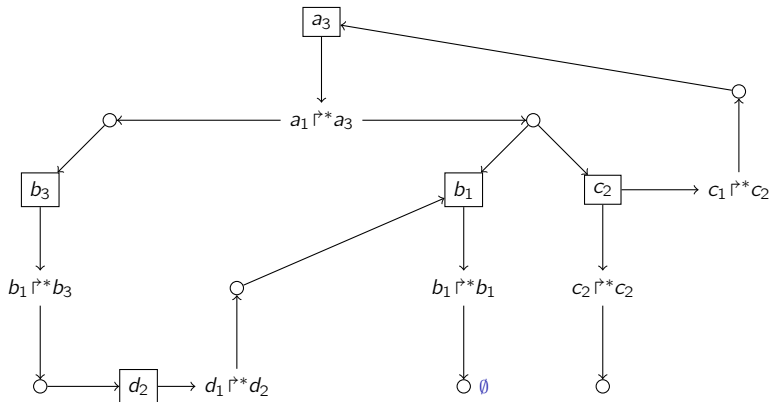 a₃
a₁ ↱* a₃
b₃
b₁
c₂
c₁ ↱* c₂
b₁ ↱* b₃
b₁ ↱* b₁
c₂ ↱* c₂
d₂
d₁ ↱* d₂
∅